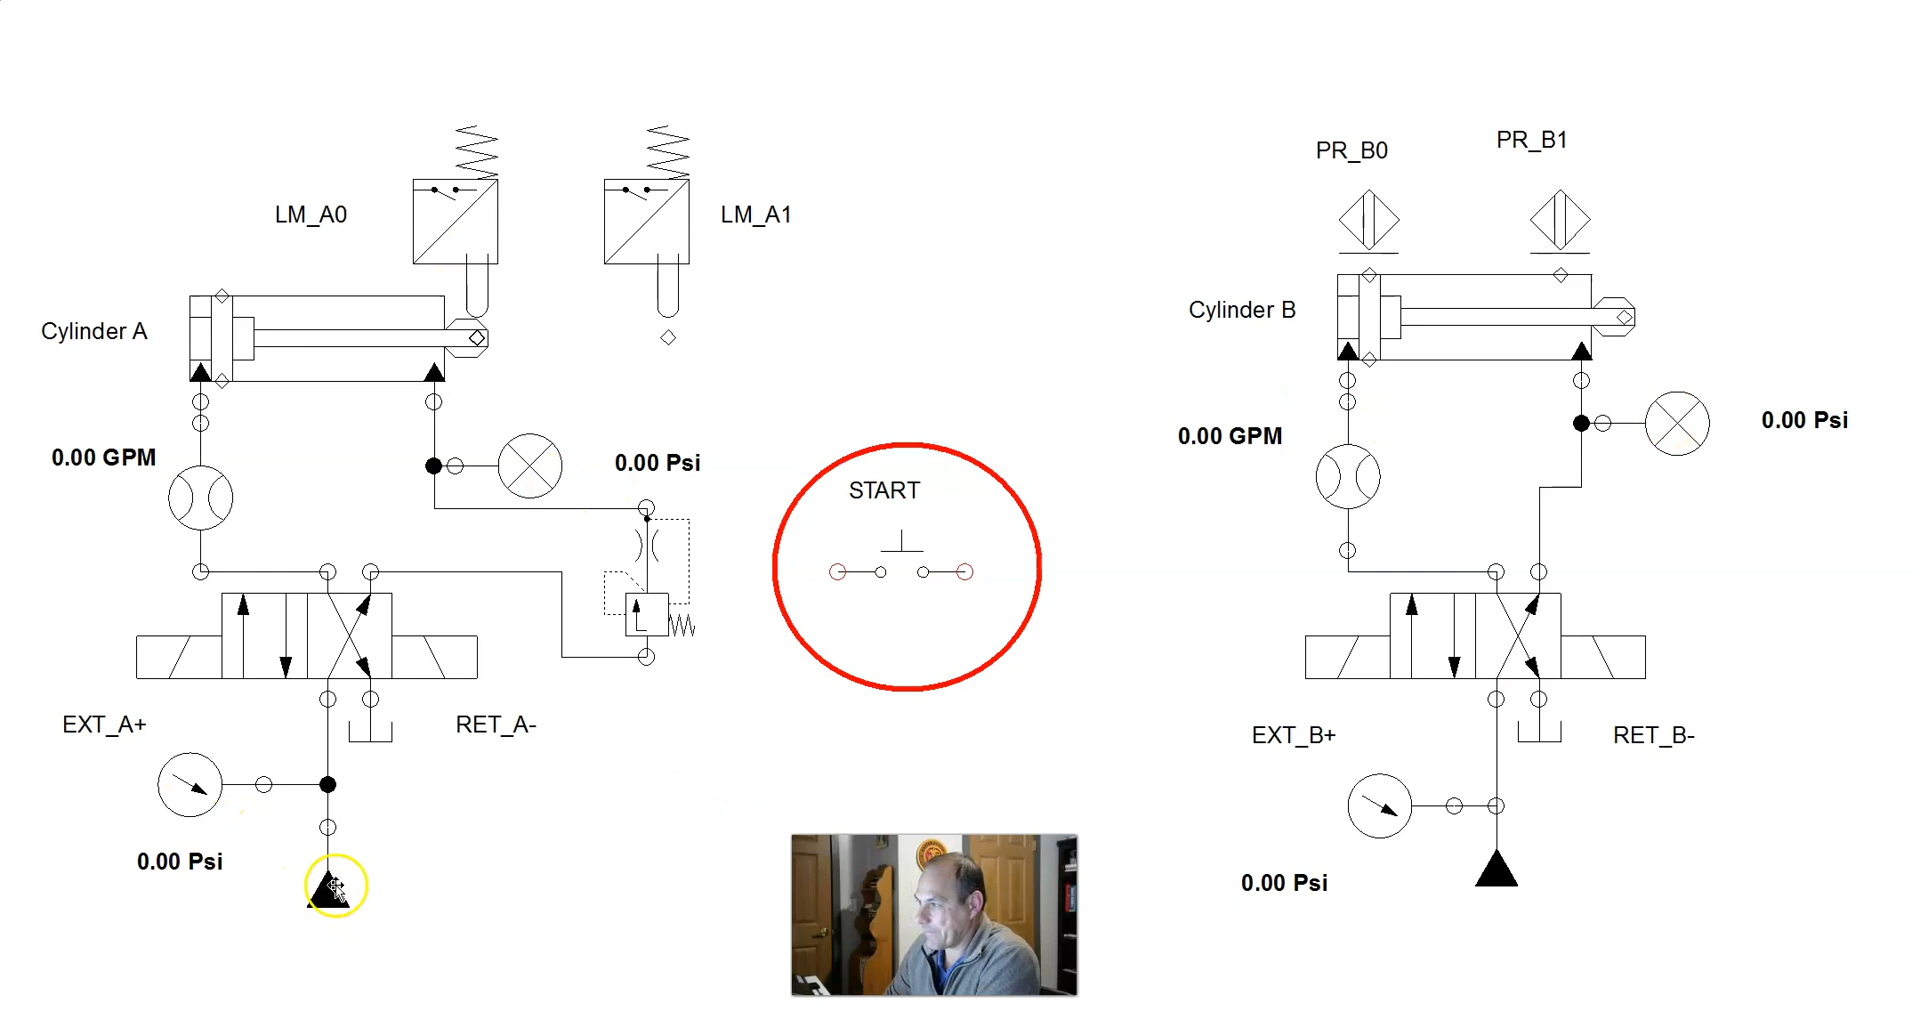 PR_B0
PR_B1
LM_A0
LM_A1
Cylinder A
Cylinder B
0.00 GPM
0.00 Psi
START
0.00 GPM
0.00 Psi
EXT_A+
RET_A-
EXT_B+
RET_B-
0.00 Psi
0.00 Psi